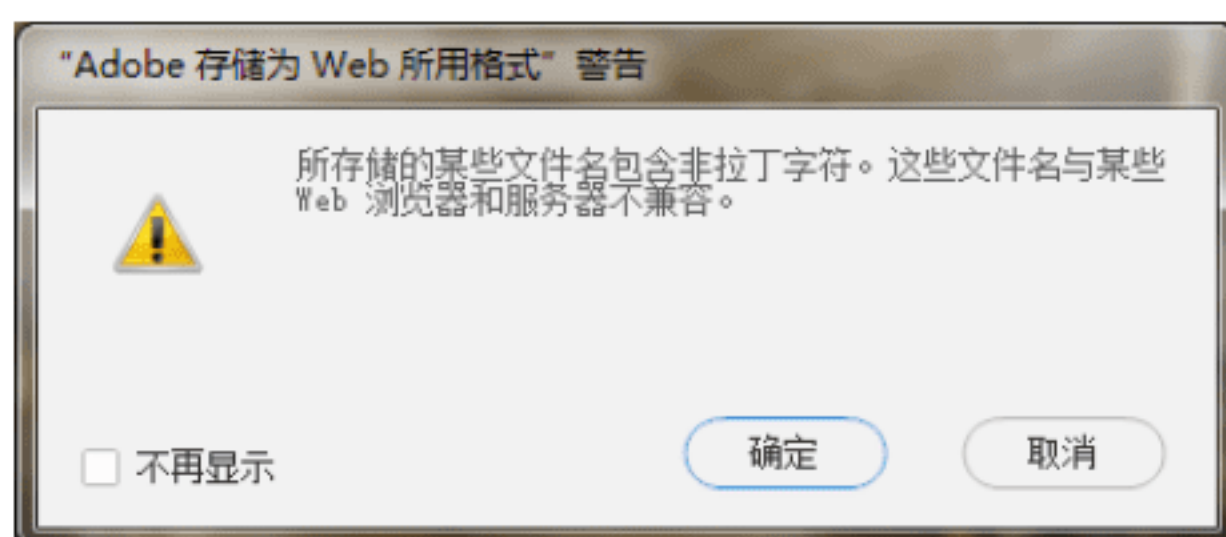 “Adobe 存储为 Web 所用格式”警告
所存储的某些文件名包含非拉丁字符。这些文件名与某些
Web 浏览器和服务器不兼容。
不再显示
确定
取消